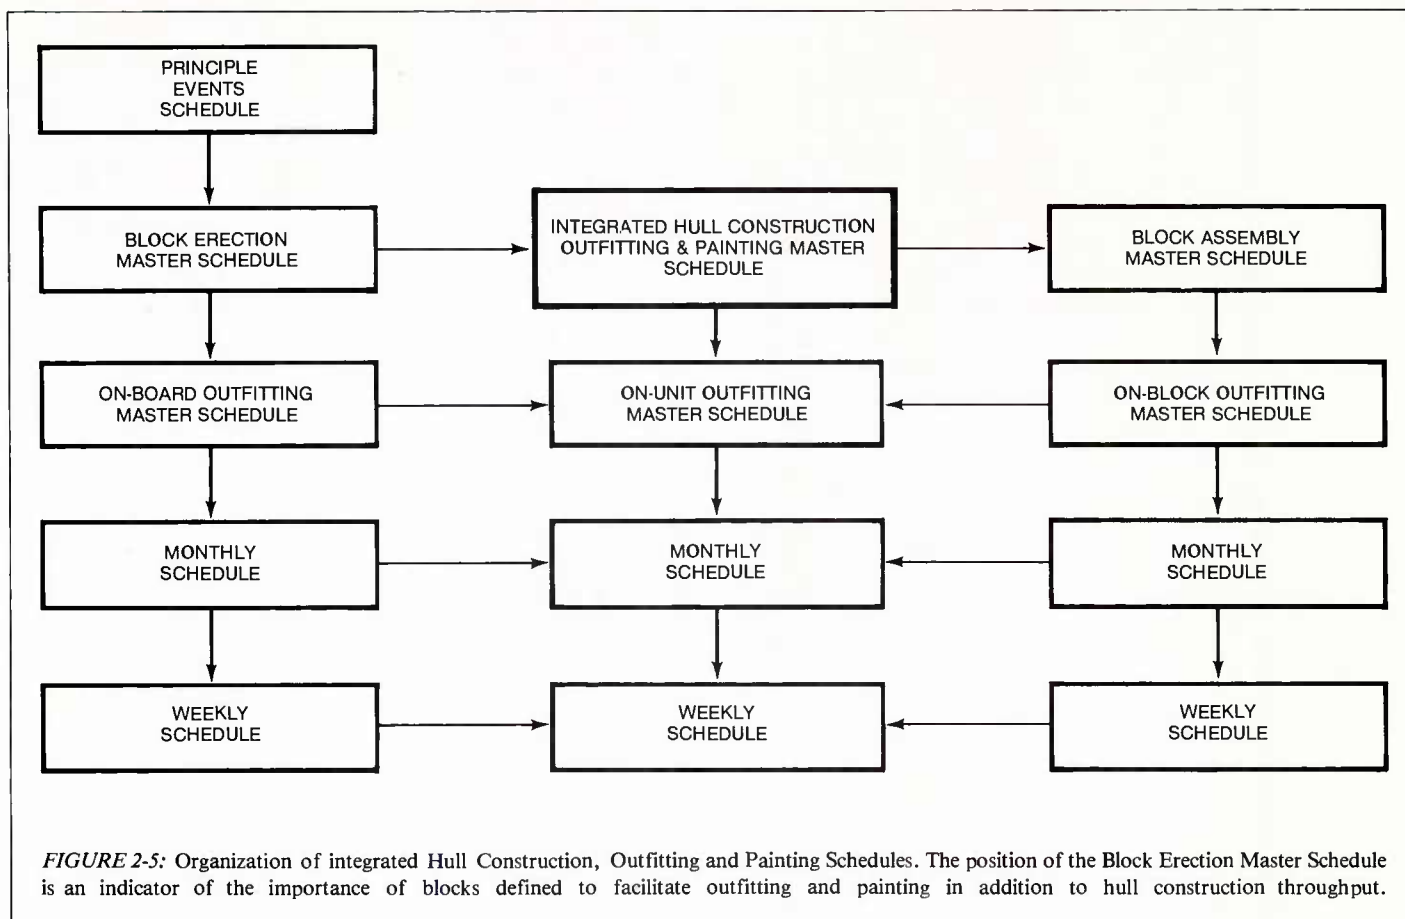 PRINCIPLE
EVENTS
SCHEDULE
BLOCK ERECTION
MASTER SCHEDULE
INTEGRATED HULL CONSTRUCTION
OUTFITTING & PAINTING MASTER
SCHEDULE
BLOCK ASSEMBLY
MASTER SCHEDULE
ON-BOARD OUTFITTING
MASTER SCHEDULE
ON-UNIT OUTFITTING
MASTER SCHEDULE
ON-BLOCK OUTFITTING
MASTER SCHEDULE
MONTHLY
SCHEDULE
MONTHLY
SCHEDULE
MONTHLY
SCHEDULE
WEEKLY
SCHEDULE
WEEKLY
SCHEDULE
WEEKLY
SCHEDULE
FIGURE 2-5: Organization of integrated Hull Construction, Outfitting and Painting Schedules. The position of the Block Erection Master Schedule
is an indicator of the importance of blocks defined to facilitate outfitting and painting in addition to hull construction throughput.